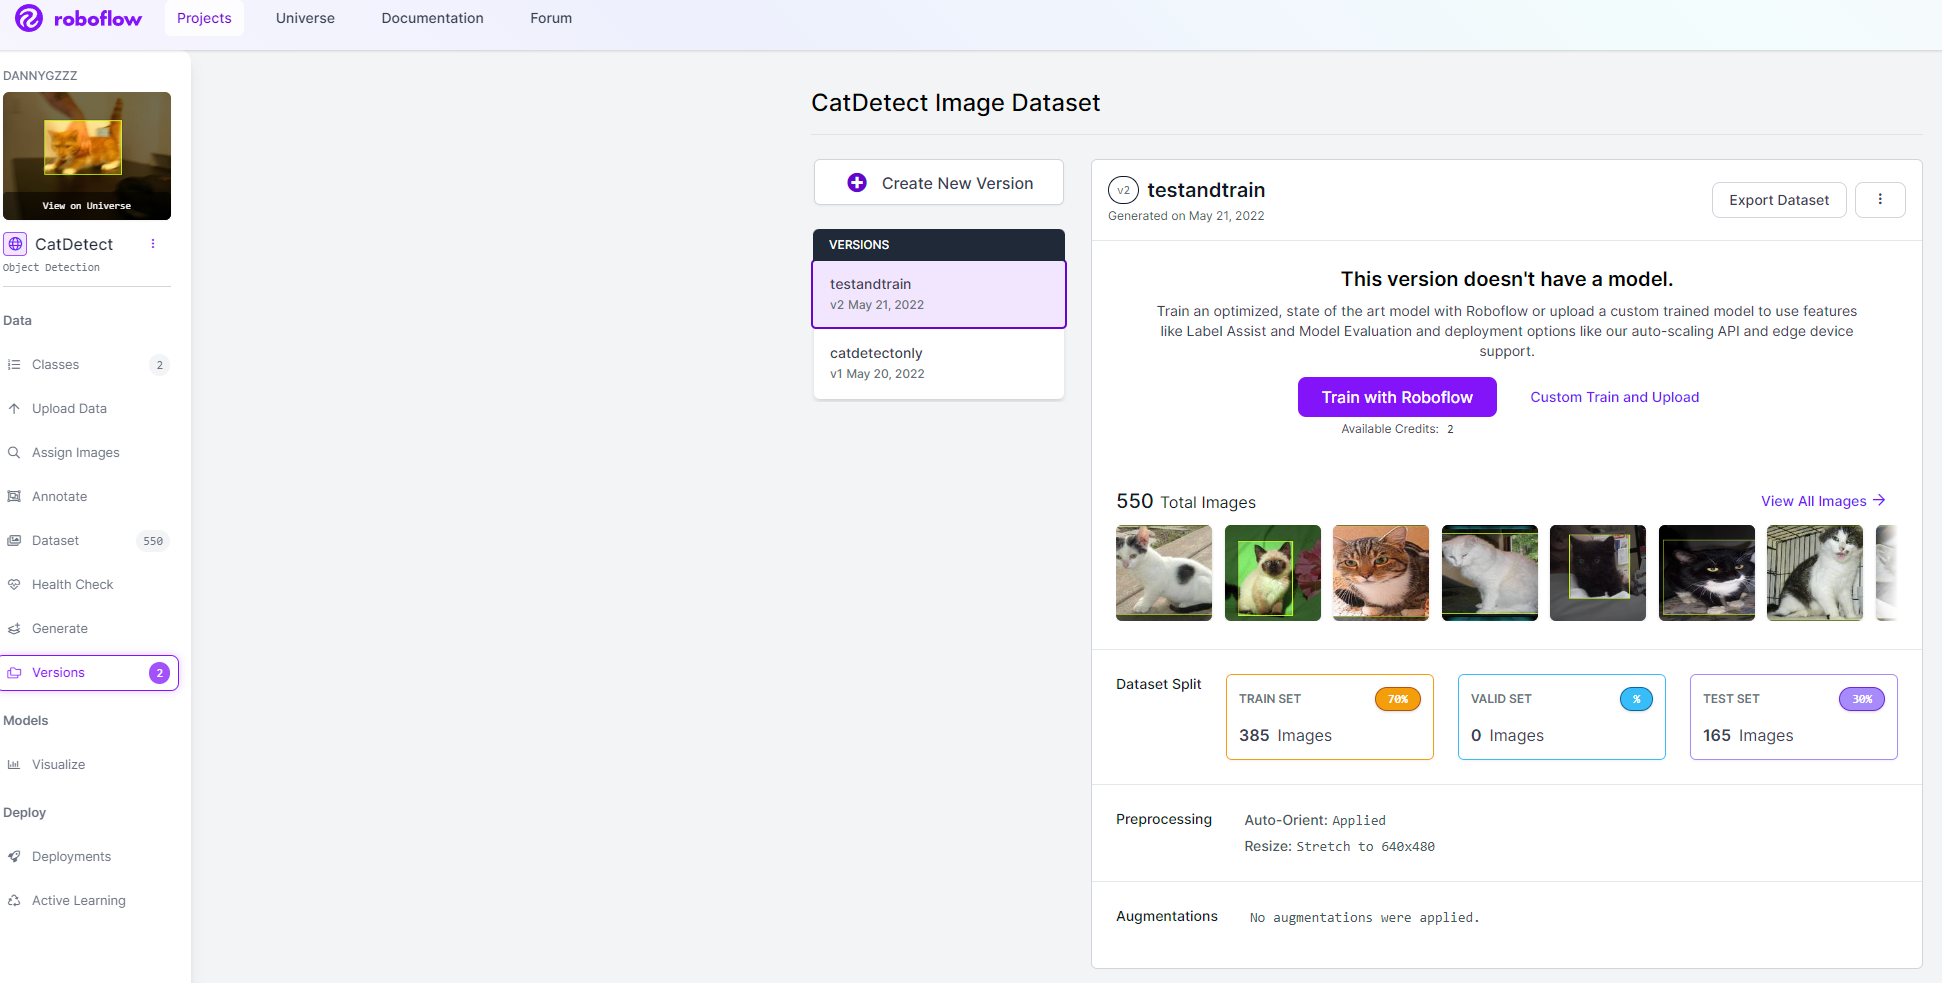 roboflow
Projects
Universe
Documentation
Forum
DANNYGZZZ
View on Universe
CatDetect
Object Detection
Data
Classes 2
Upload Data
Assign Images
Annotate
Dataset 550
Health Check
Generate
Versions 2
Models
Visualize
Deploy
Deployments
Active Learning
CatDetect Image Dataset
Create New Version
VERSIONS
testandtrain
v2 May 21, 2022
catdetectonly
v1 May 20, 2022
v2 testandtrain
Generated on May 21, 2022
Export Dataset
This version doesn't have a model.
Train an optimized, state of the art model with Roboflow or upload a custom trained model to use features
like Label Assist and Model Evaluation and deployment options like our auto-scaling API and edge device
support.
Train with Roboflow
Custom Train and Upload
Available Credits: 2
550 Total Images
View All Images
Dataset Split
TRAIN SET 70%
385 Images
VALID SET %
0 Images
TEST SET 30%
165 Images
Preprocessing
Auto-Orient: Applied
Resize: Stretch to 640x480
Augmentations
No augmentations were applied.